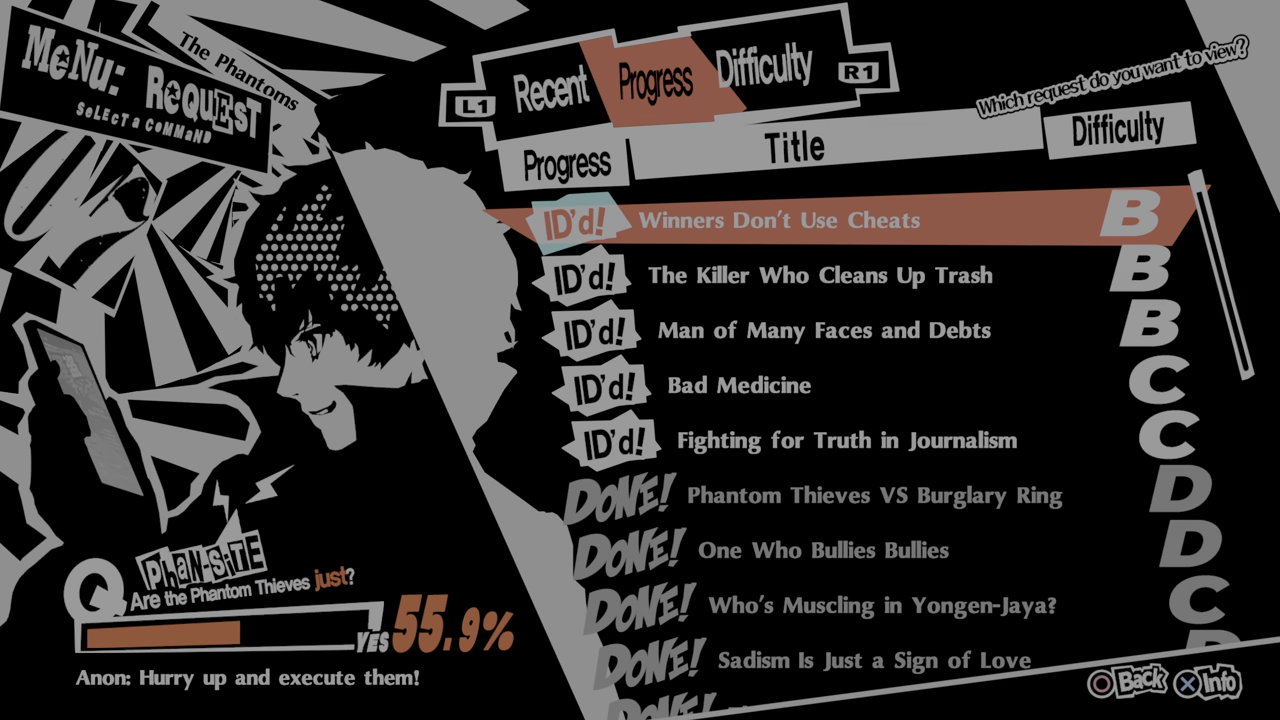 MeNu: ReQUEST
SeLEcT a CoMMaND
The Phantoms
L1 Recent Progress Difficulty R1
Which request do you want to view?
Progress Title Difficulty
ID'd! Winners Don't Use Cheats B
ID'd! The Killer Who Cleans Up Trash B
ID'd! Man of Many Faces and Debts B
ID'd! Bad Medicine C
ID'd! Fighting for Truth in Journalism C
DONE! Phantom Thieves VS Burglary Ring D
DONE! One Who Bullies Bullies D
DONE! Who's Muscling in Yongen-Jaya? C
DONE! Sadism Is Just a Sign of Love
DONE!
PhaN-SiTE
Q Are the Phantom Thieves just?
YES 55.9%
Anon: Hurry up and execute them!
Back Info